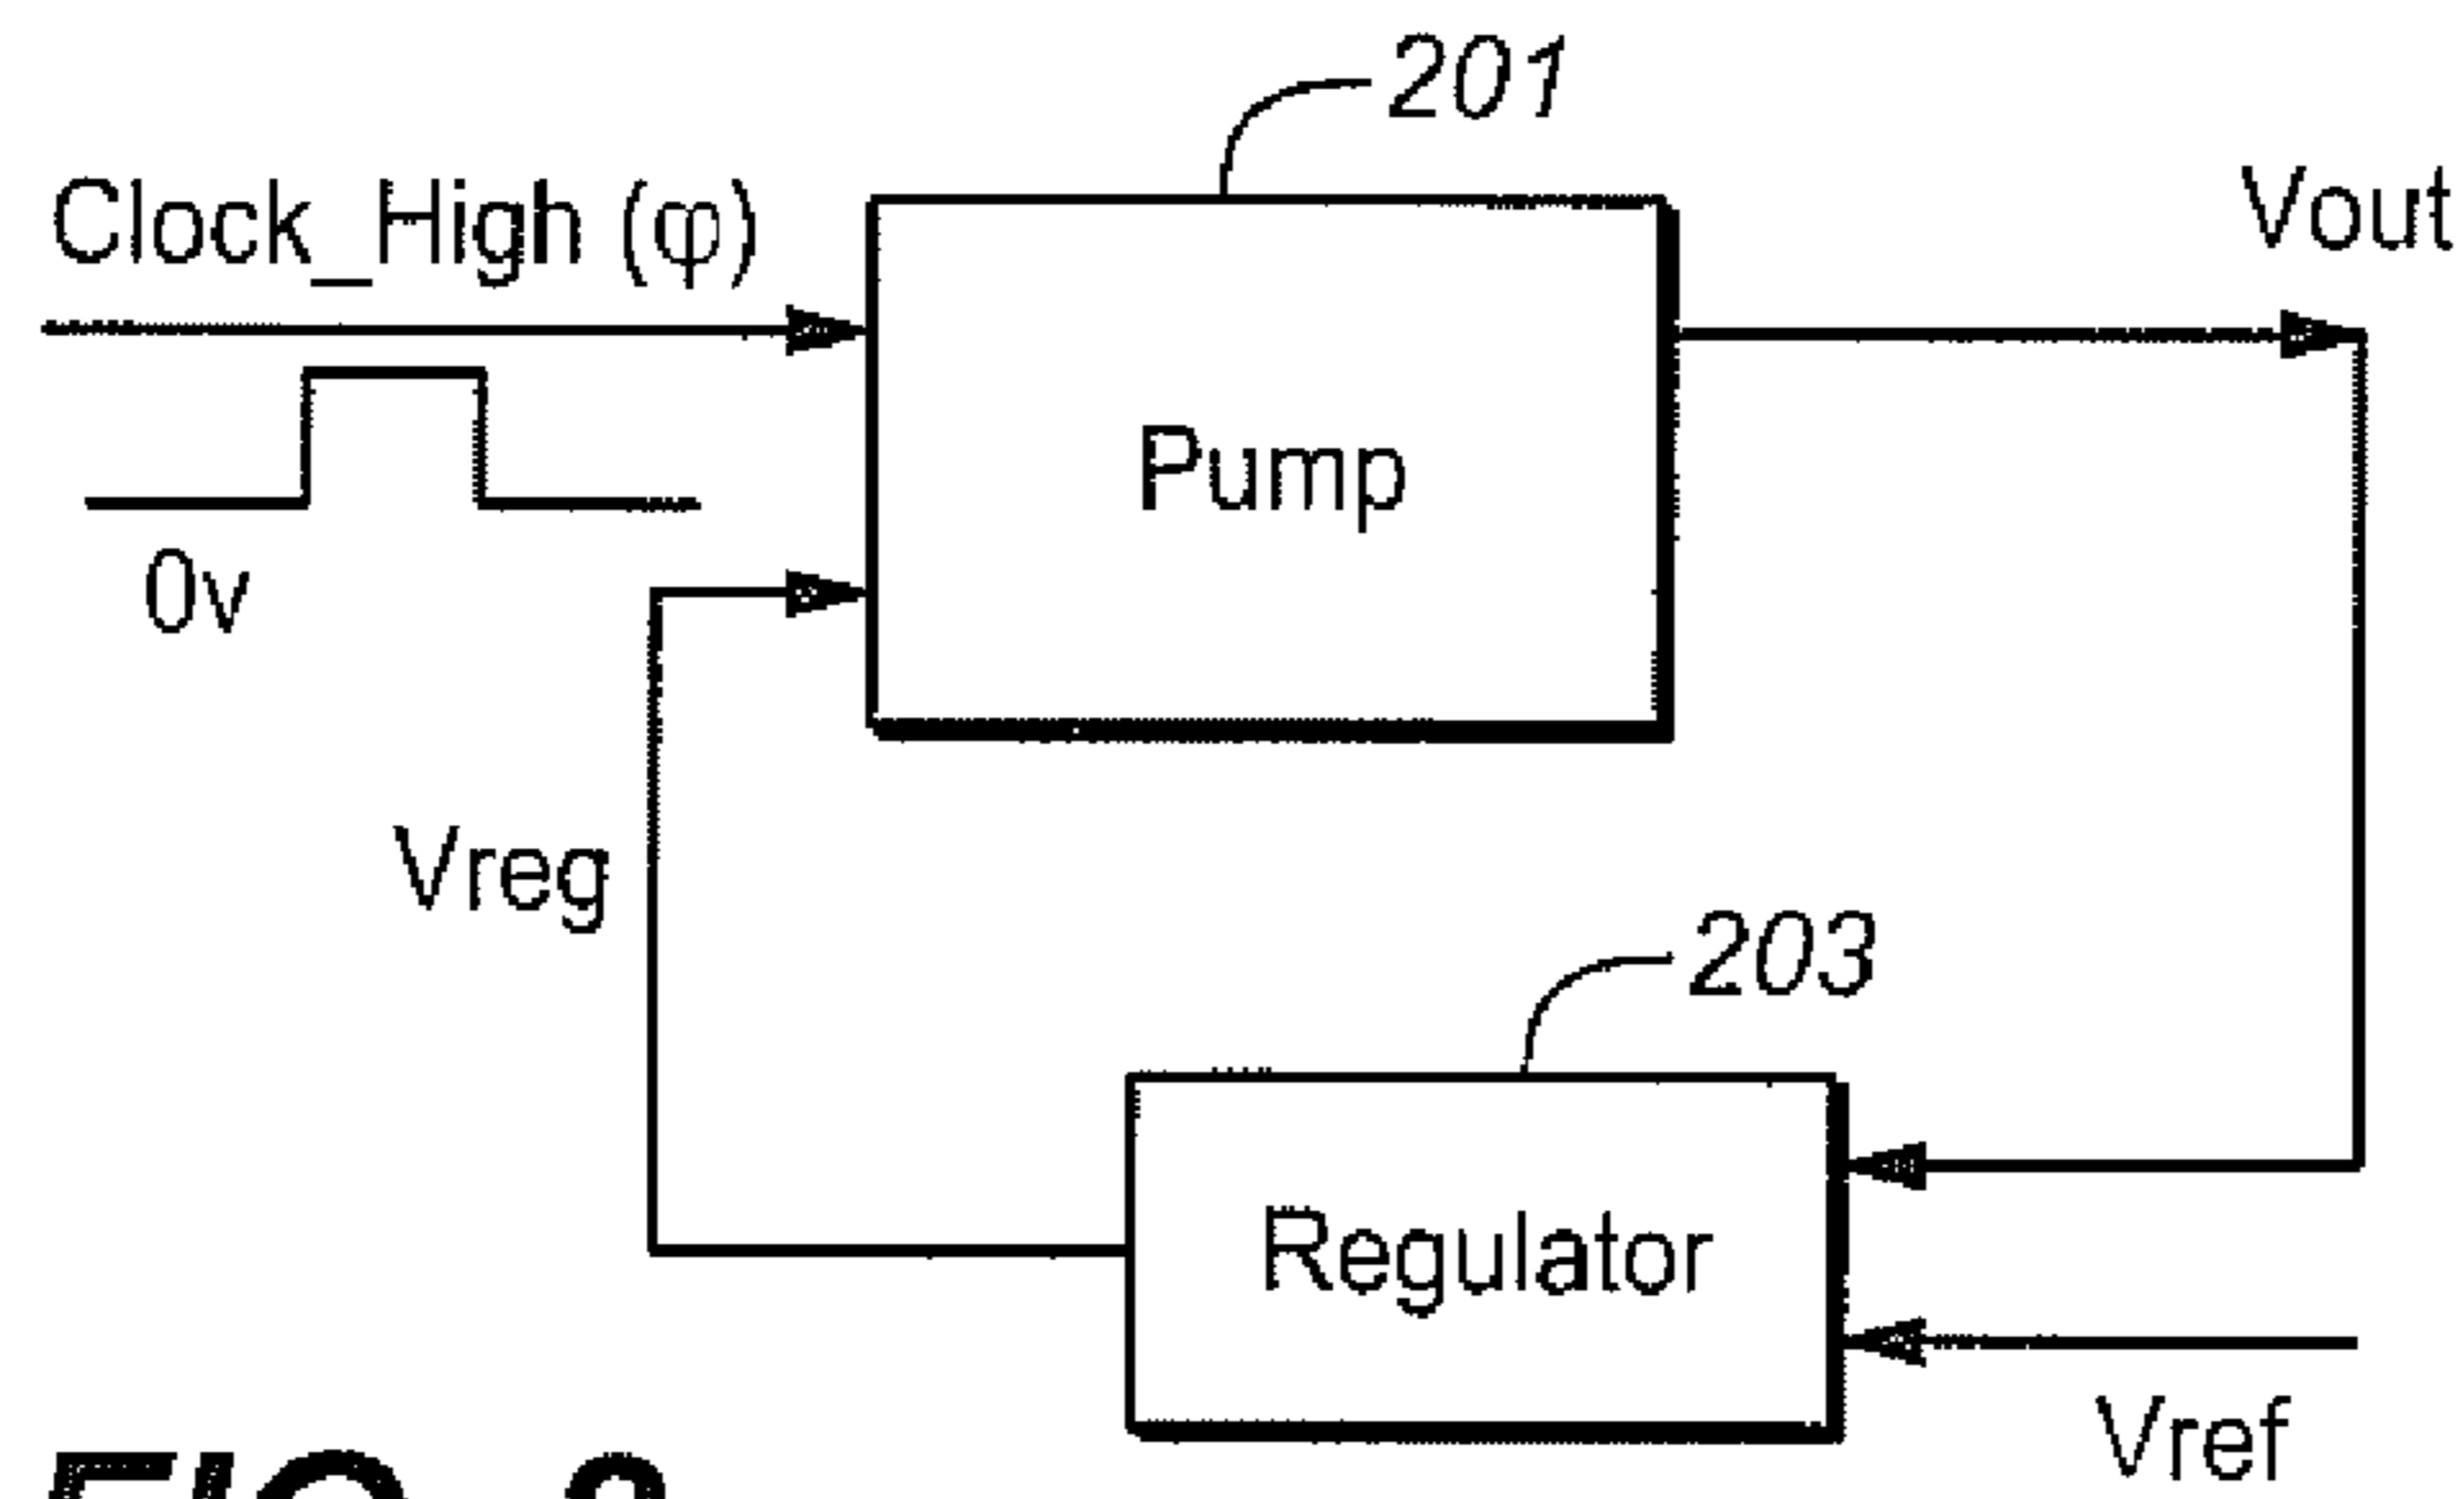 201
Clock_High (φ)
Vout
Pump
0v
Vreg
203
Regulator
Vref